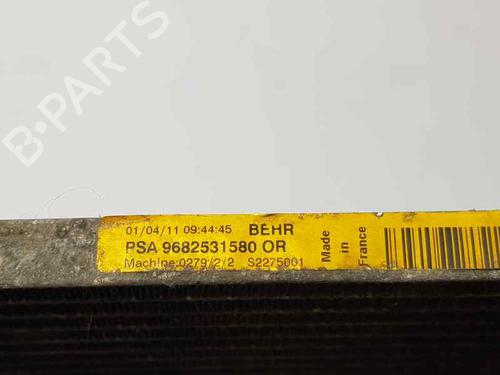 B-PARTS
01/04/11 09:44:45 BEHR
PSA 9682531580 OR
Machine:0279/2/2 S2275001
Made
in
France